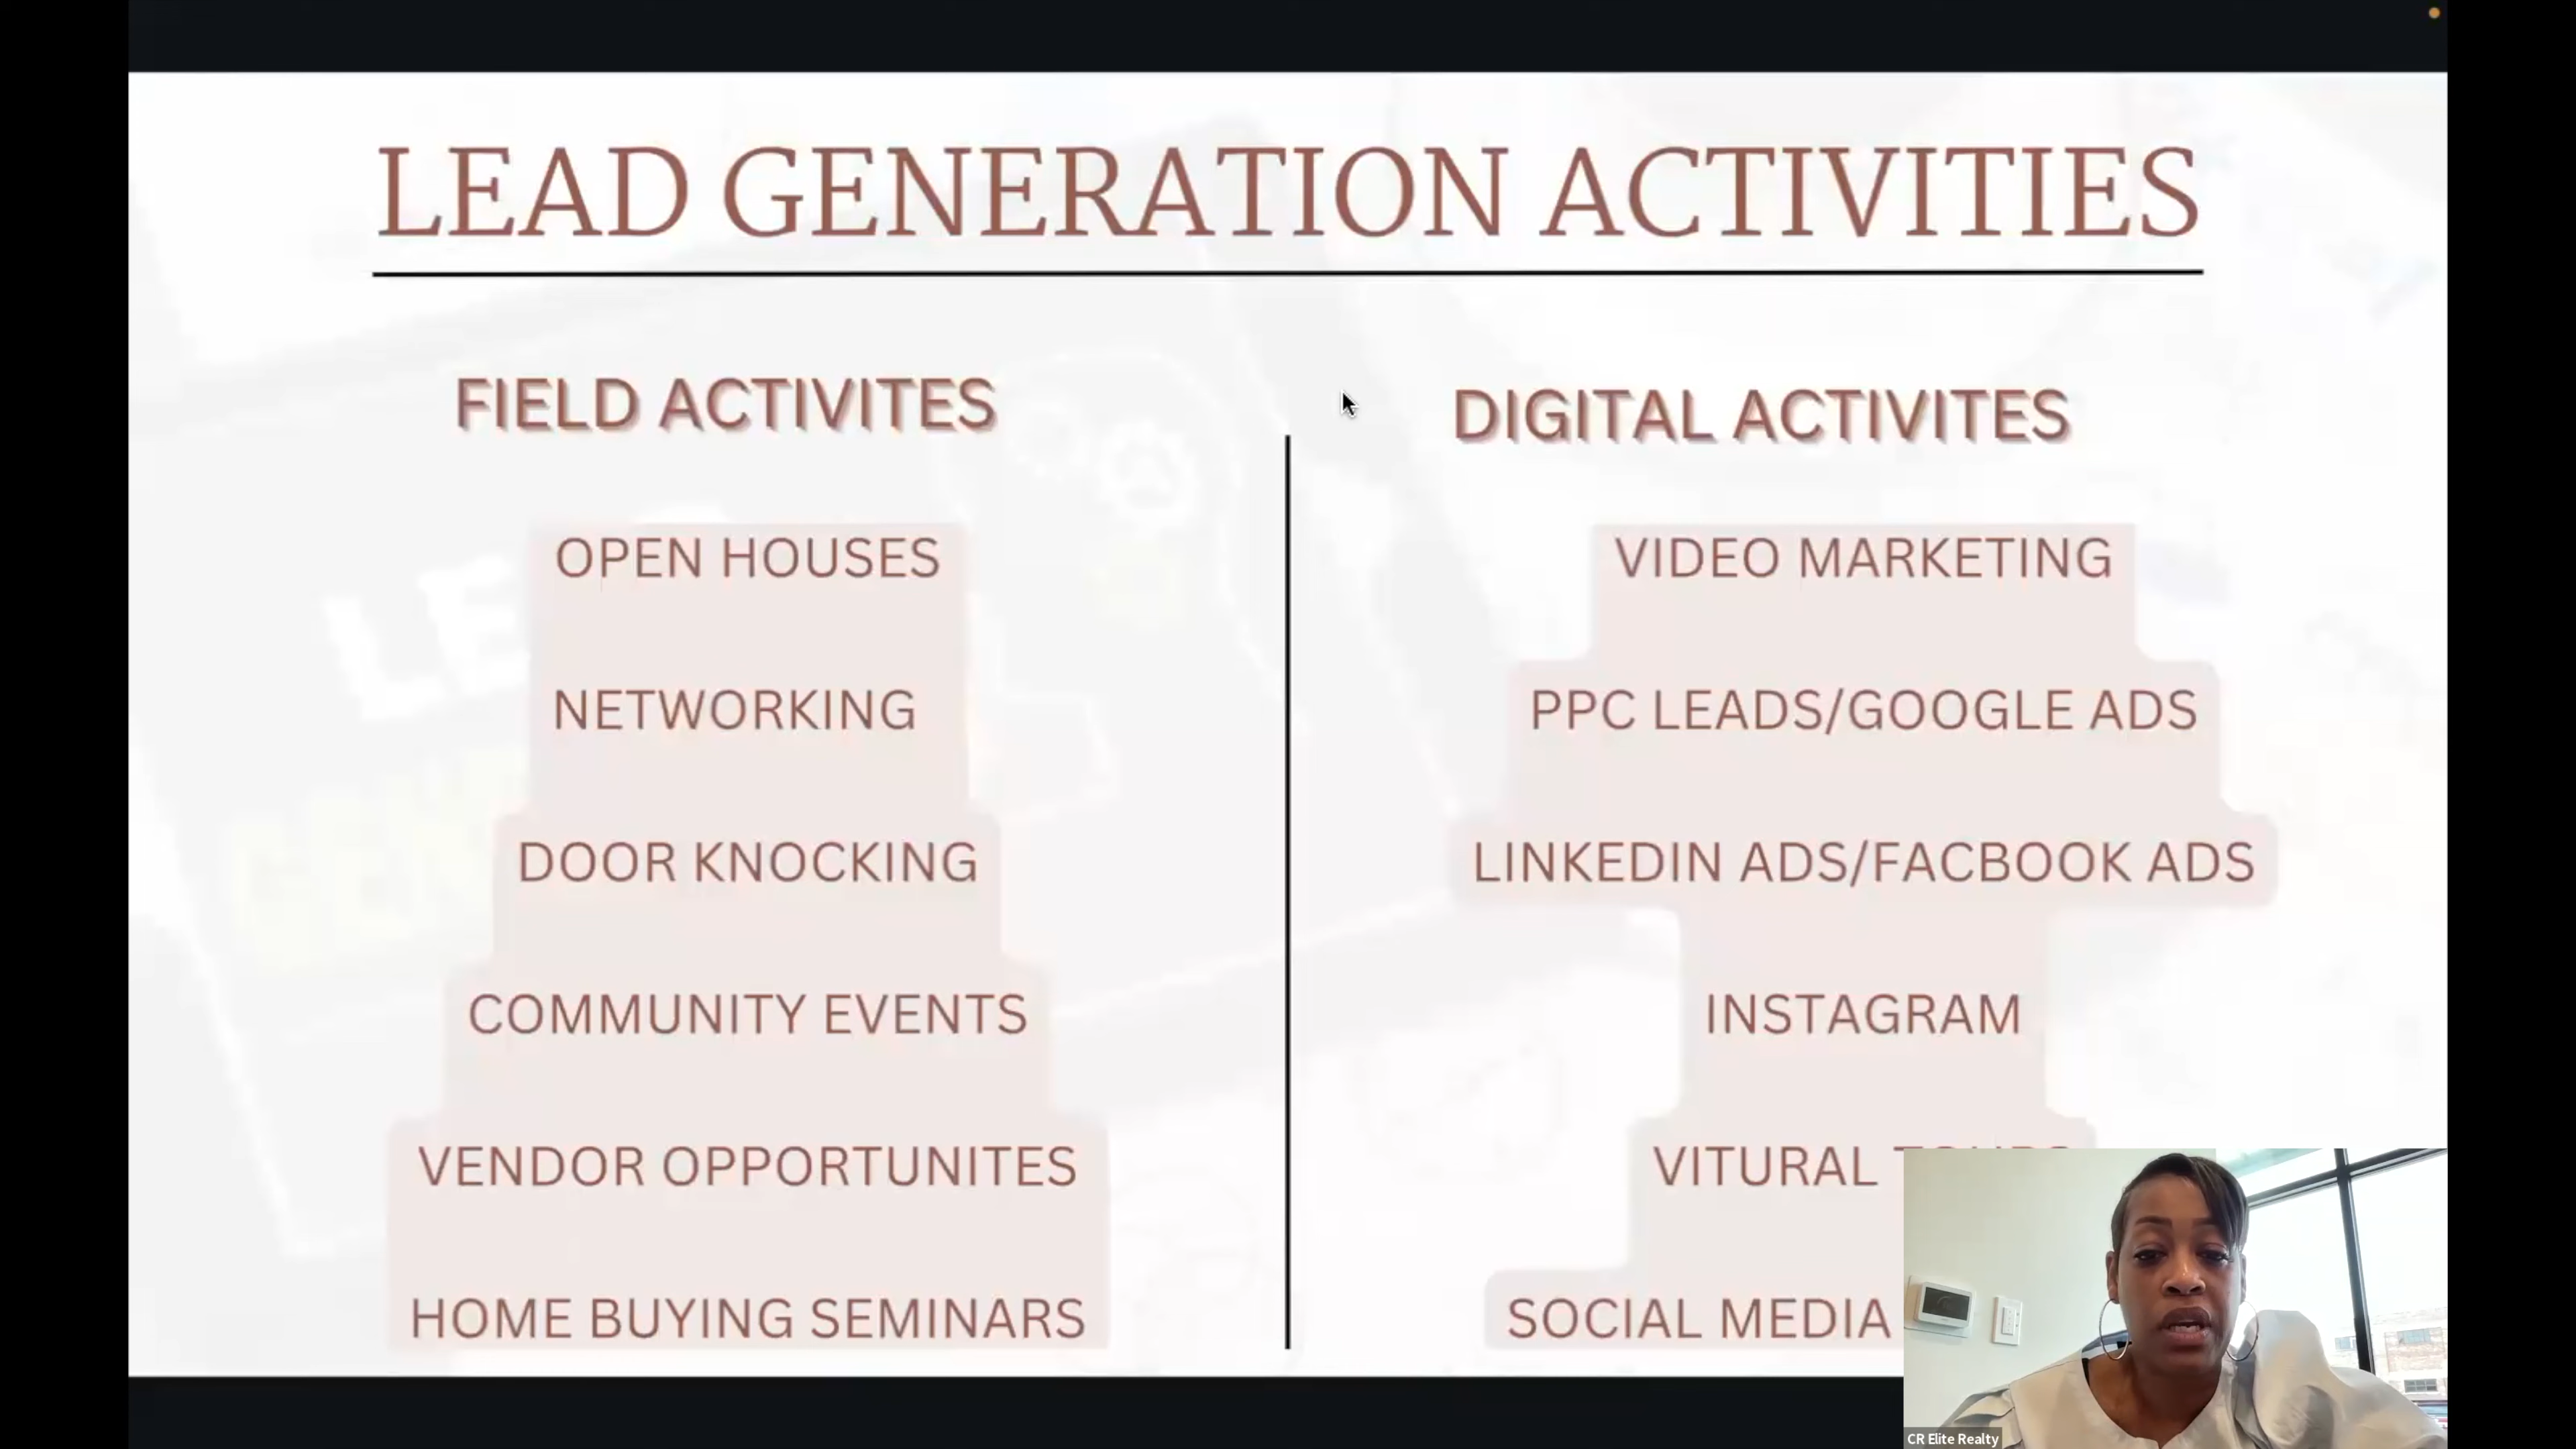 LEAD GENERATION ACTIVITIES
FIELD ACTIVITES
OPEN HOUSES
NETWORKING
DOOR KNOCKING
COMMUNITY EVENTS
VENDOR OPPORTUNITES
HOME BUYING SEMINARS
DIGITAL ACTIVITES
VIDEO MARKETING
PPC LEADS/GOOGLE ADS
LINKEDIN ADS/FACBOOK ADS
INSTAGRAM
VITURAL
SOCIAL MEDIA
CR Elite Realty